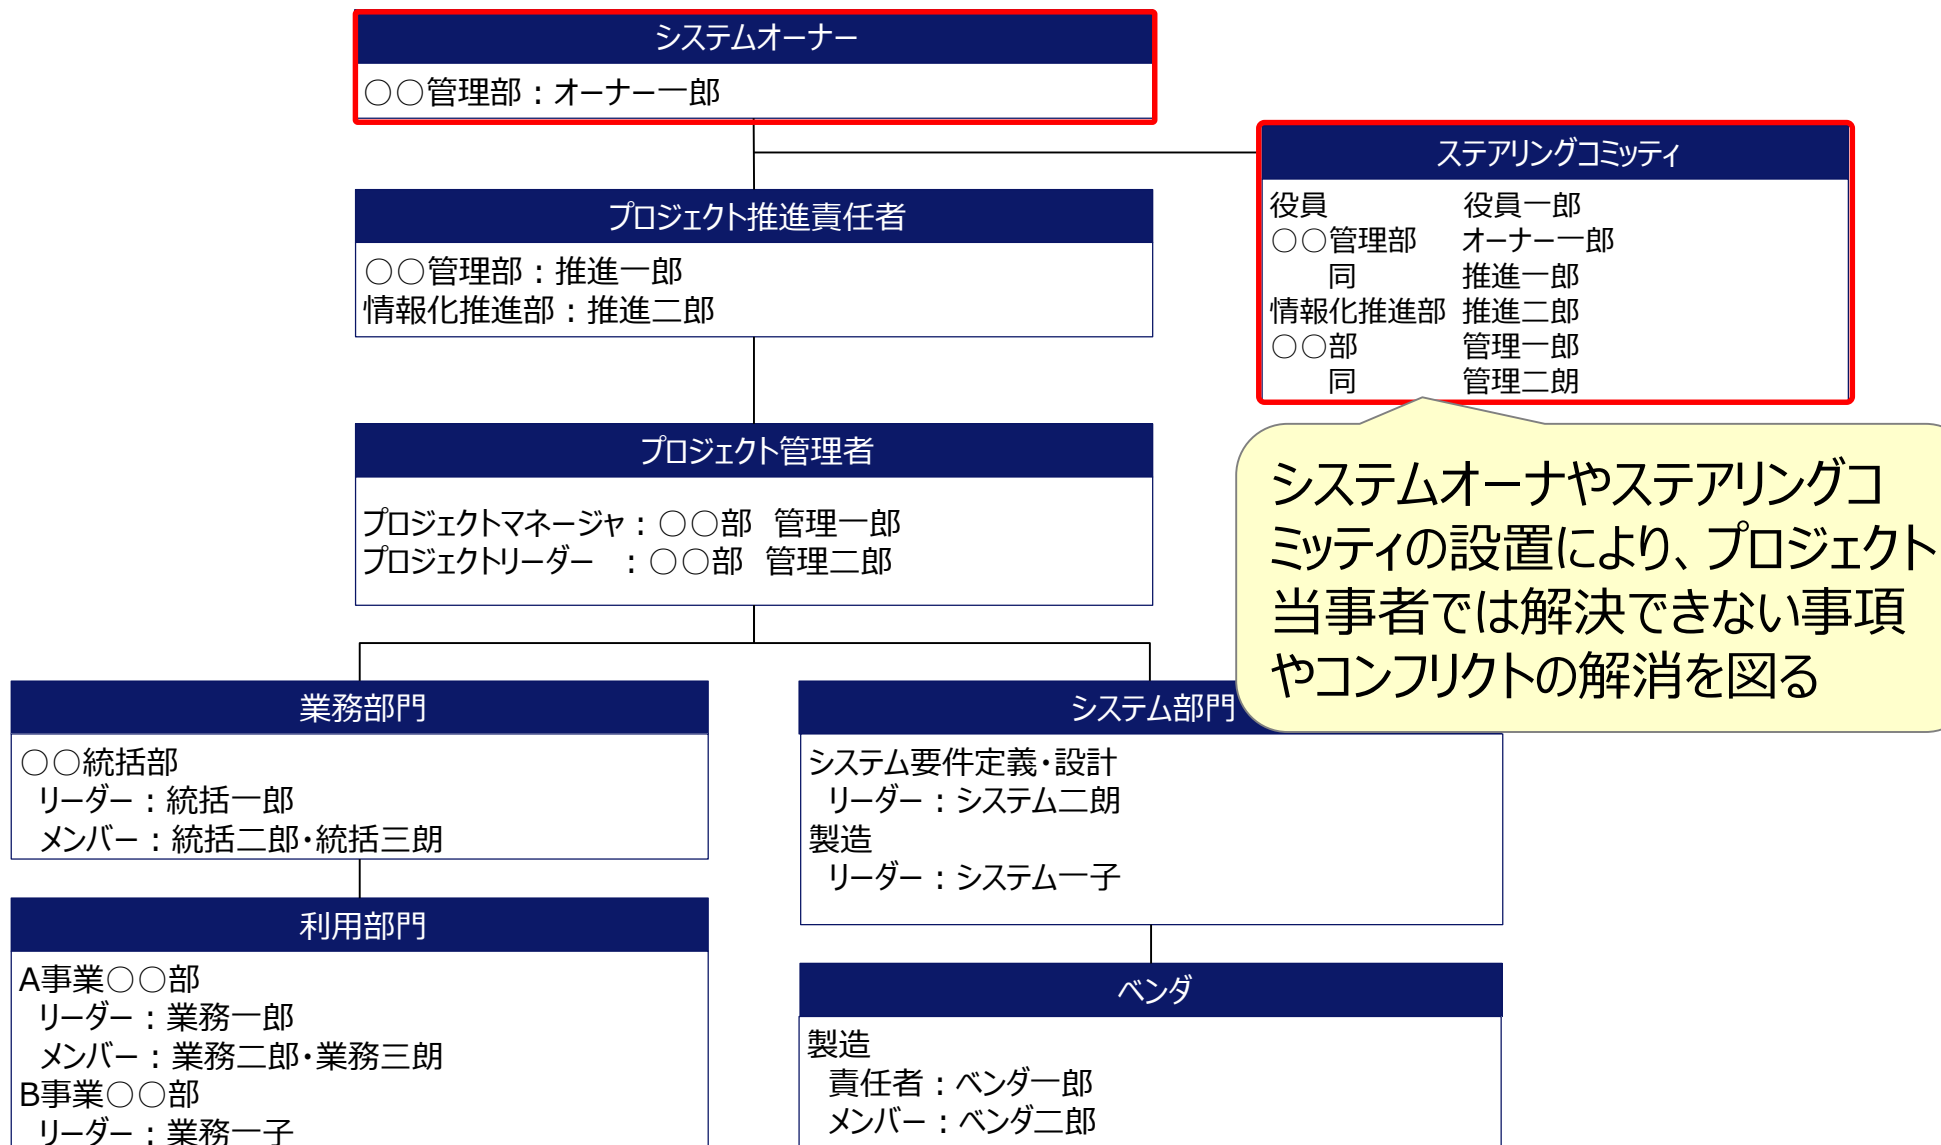 システムオーナー
○○管理部：オーナー一郎
ステアリングコミッティ
役員 役員一郎
○○管理部 オーナー一郎
同 推進一郎
情報化推進部 推進二郎
○○部 管理一郎
同 管理二朗
プロジェクト推進責任者
○○管理部：推進一郎
情報化推進部：推進二郎
プロジェクト管理者
プロジェクトマネージャ：○○部 管理一郎
プロジェクトリーダー ：○○部 管理二郎
システムオーナやステアリングコ
ミッティの設置により、プロジェクト
当事者では解決できない事項
やコンフリクトの解消を図る
業務部門
○○統括部
リーダー：統括一郎
メンバー：統括二郎・統括三朗
利用部門
A事業○○部
リーダー：業務一郎
メンバー：業務二郎・業務三朗
B事業○○部
リーダー：業務一子
システム部門
システム要件定義・設計
リーダー：システム二朗
製造
リーダー：システム一子
ベンダ
製造
責任者：ベンダ一郎
メンバー：ベンダ二郎